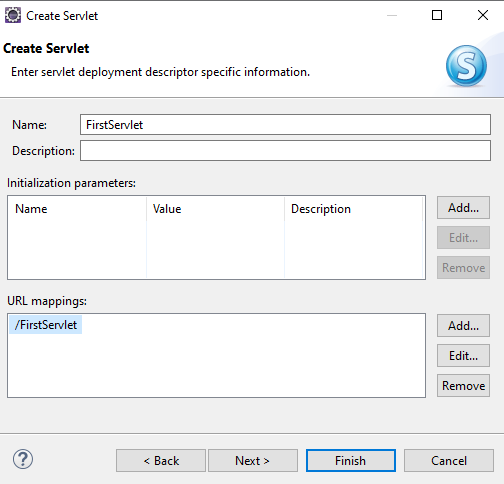 Create Servlet
Create Servlet
Enter servlet deployment descriptor specific information.
S
Name: FirstServlet
Description:
Initialization parameters:
Name Value Description
Add...
Edit...
Remove
URL mappings:
/FirstServlet
Add...
Edit...
Remove
? < Back Next > Finish Cancel